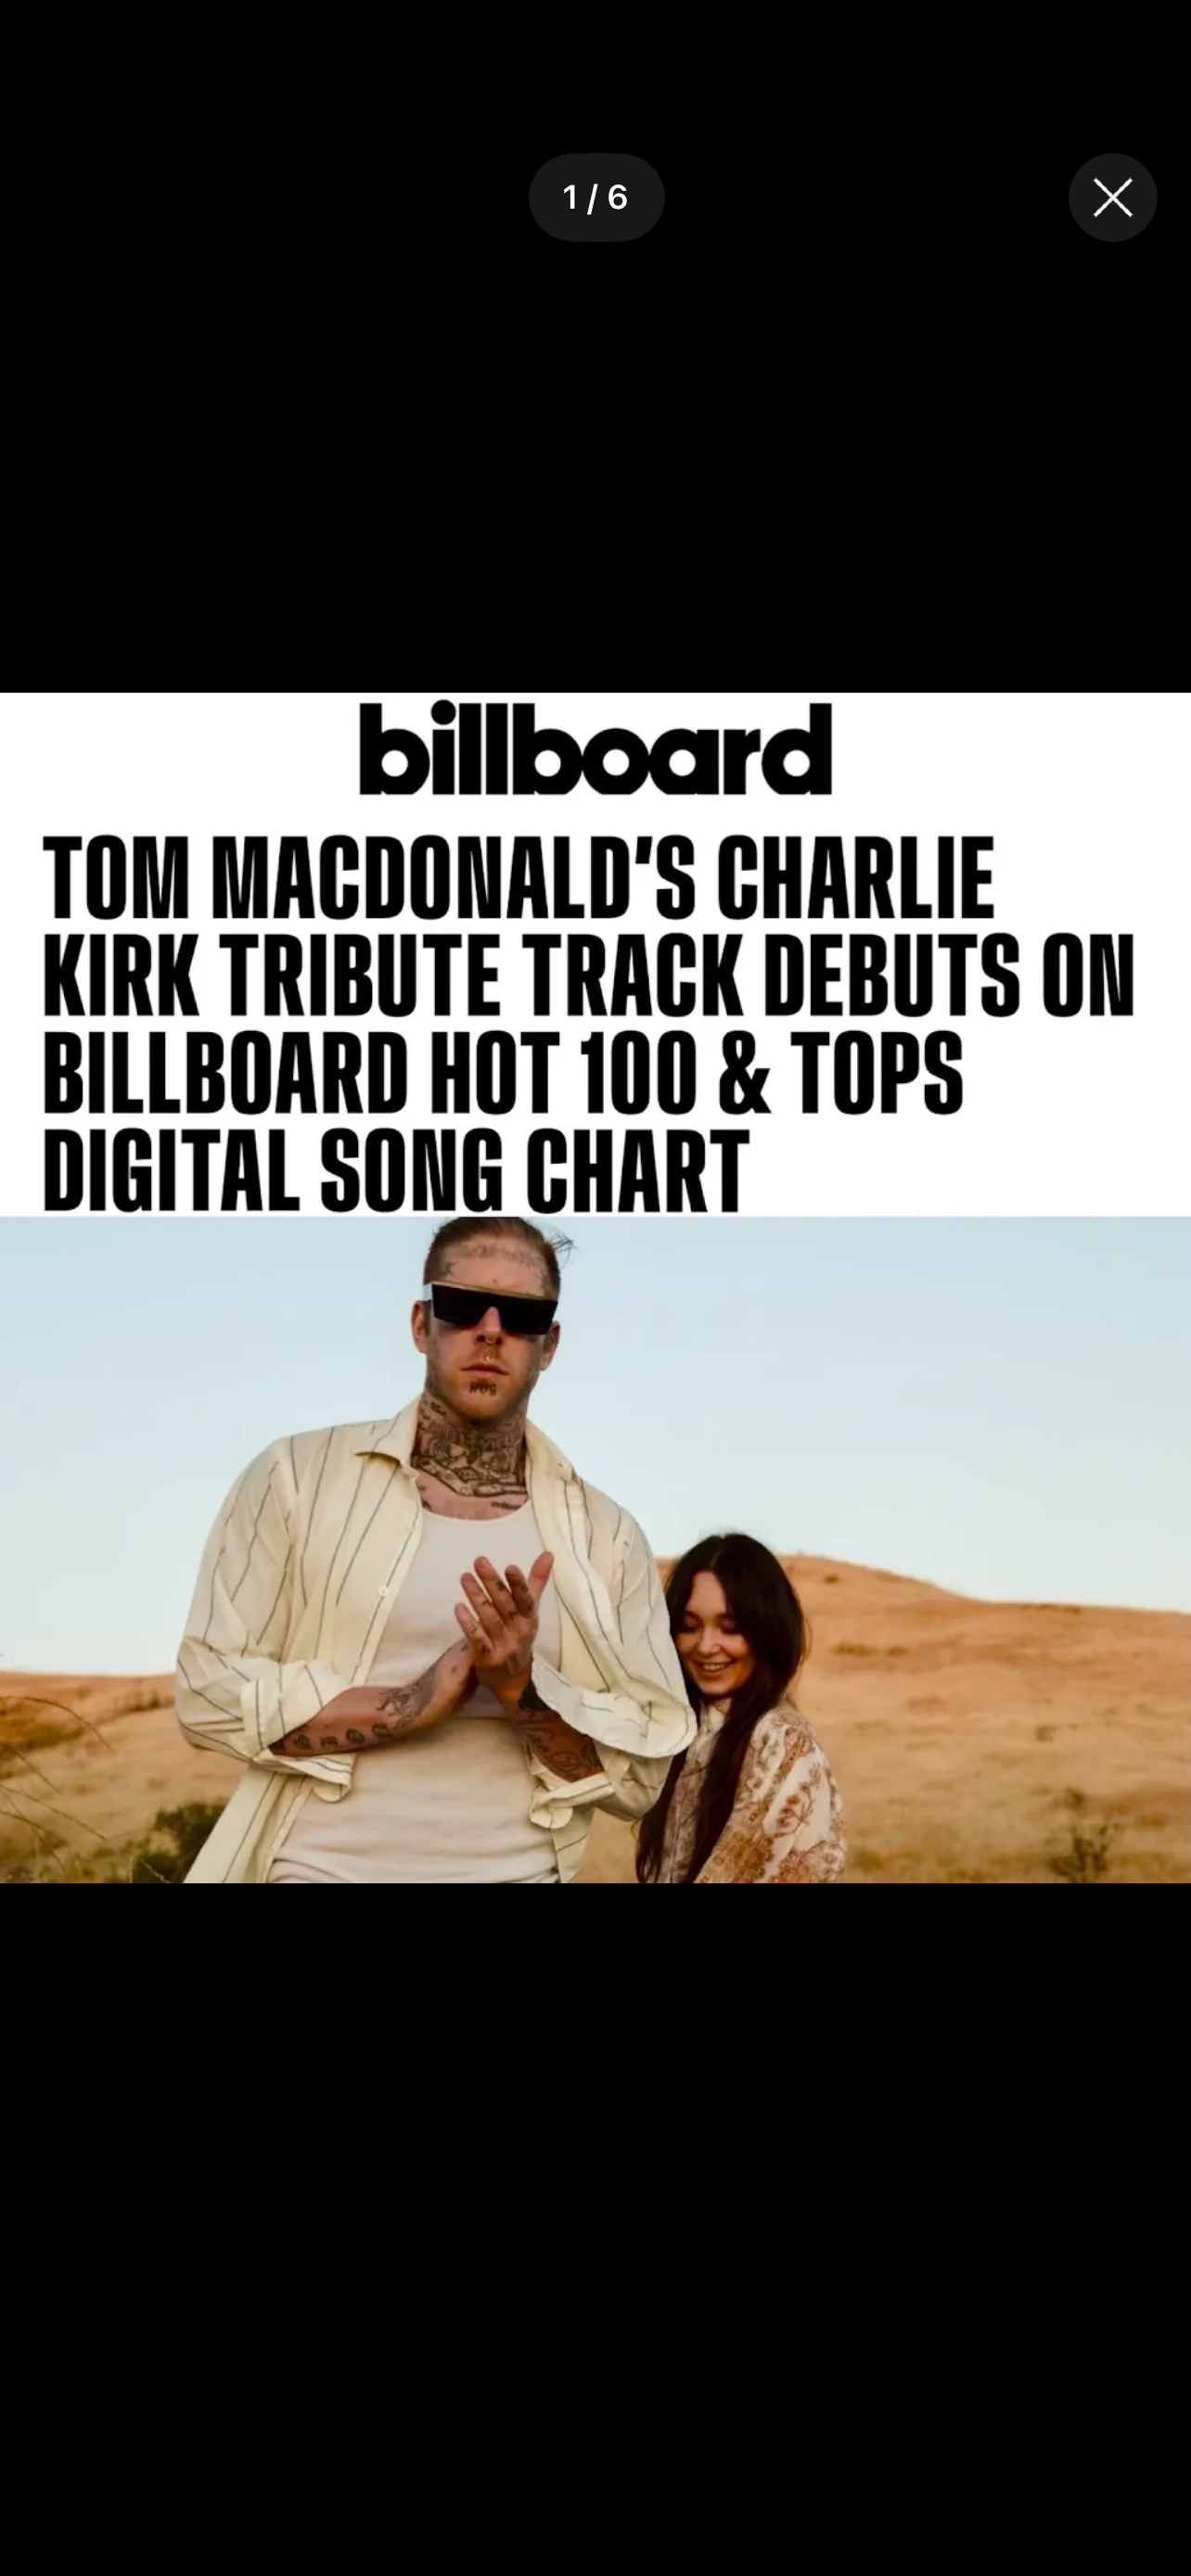 1 / 6
billboard
TOM MACDONALD'S CHARLIE
KIRK TRIBUTE TRACK DEBUTS ON
BILLBOARD HOT 100 & TOPS
DIGITAL SONG CHART